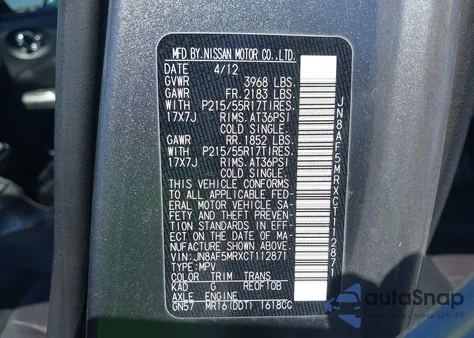 MFD BY.NISSAN MOTOR CO.,LTD.
DATE 4/12
GVWR 3968 LBS.
GAWR FR. 2183 LBS.
WITH P215/55R17TIRES.
17X7J RIMS. AT36PSI
COLD SINGLE.
GAWR RR. 1852 LBS.
WITH P215/55R17TIRES.
17X7J RIMS. AT36PSI
COLD SINGLE.
THIS VEHICLE CONFORMS
TO ALL APPLICABLE FED-
ERAL MOTOR VEHICLE SA-
FETY AND THEFT PREVEN-
TION STANDARDS IN EFFECT
ON THE DATE OF MA-
NUFACTURE SHOWN ABOVE.
VIN:JN8AF5MRXCT112871
TYPE:MPV
COLOR TRIM TRANS
KAD G RE0F10B
AXLE ENGINE
GN57 MR16(DDT) 1618CC
JN8AF5MRXCT112871
autoSnap